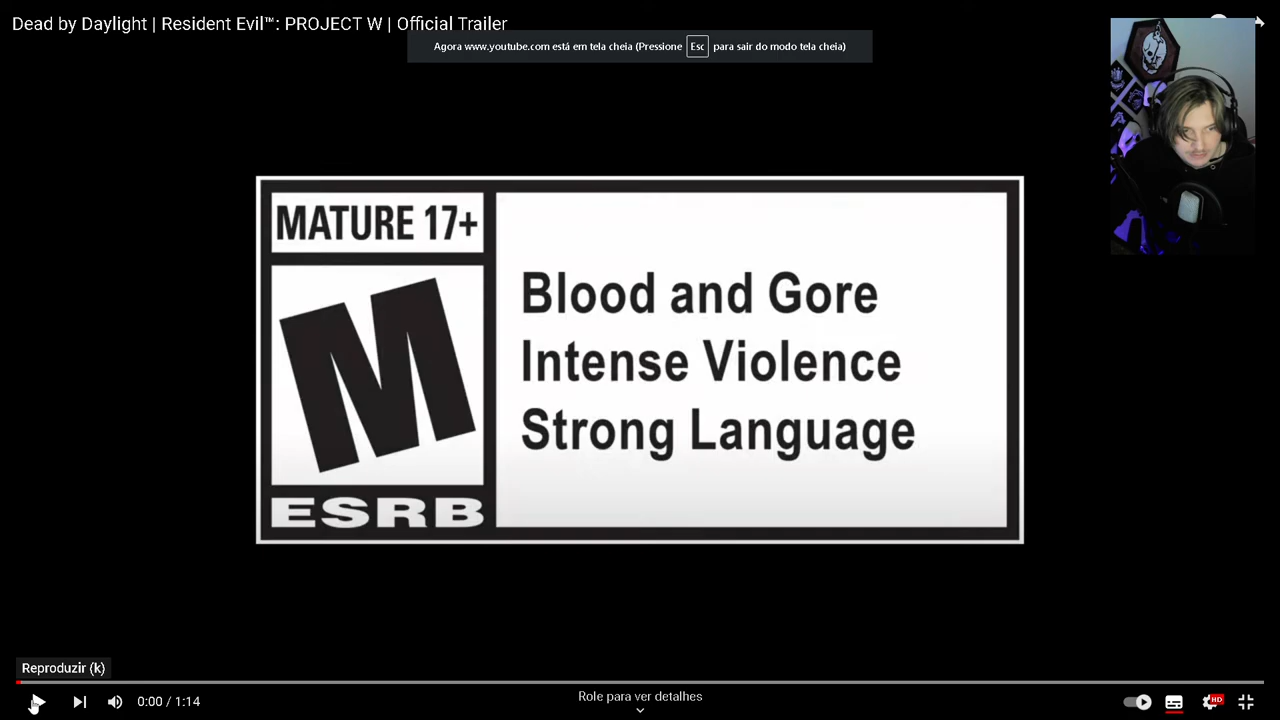 Dead by Daylight | Resident Evil™: PROJECT W | Official Trailer
Agora www.youtube.com está em tela cheia (Pressione Esc para sair do modo tela cheia)
MATURE 17+
M
ESRB
Blood and Gore
Intense Violence
Strong Language
Reproduzir (k)
0:00 / 1:14
Role para ver detalhes
HD